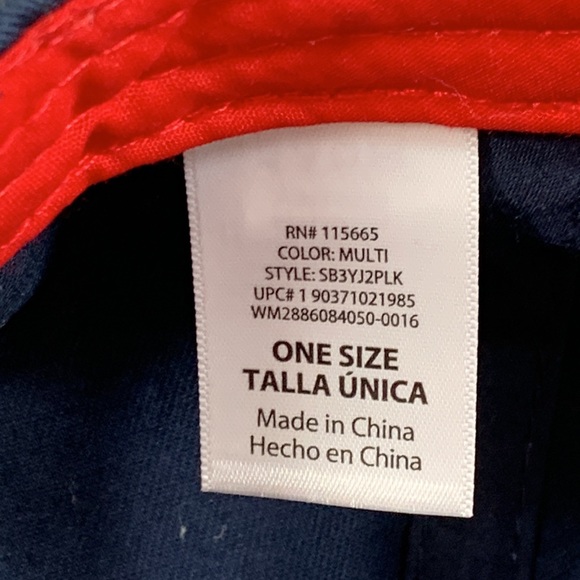 RN# 115665
COLOR: MULTI
STYLE: SB3YJ2PLK
UPC# 1 90371021985
WM2886084050-0016
ONE SIZE
TALLA ÚNICA
Made in China
Hecho en China